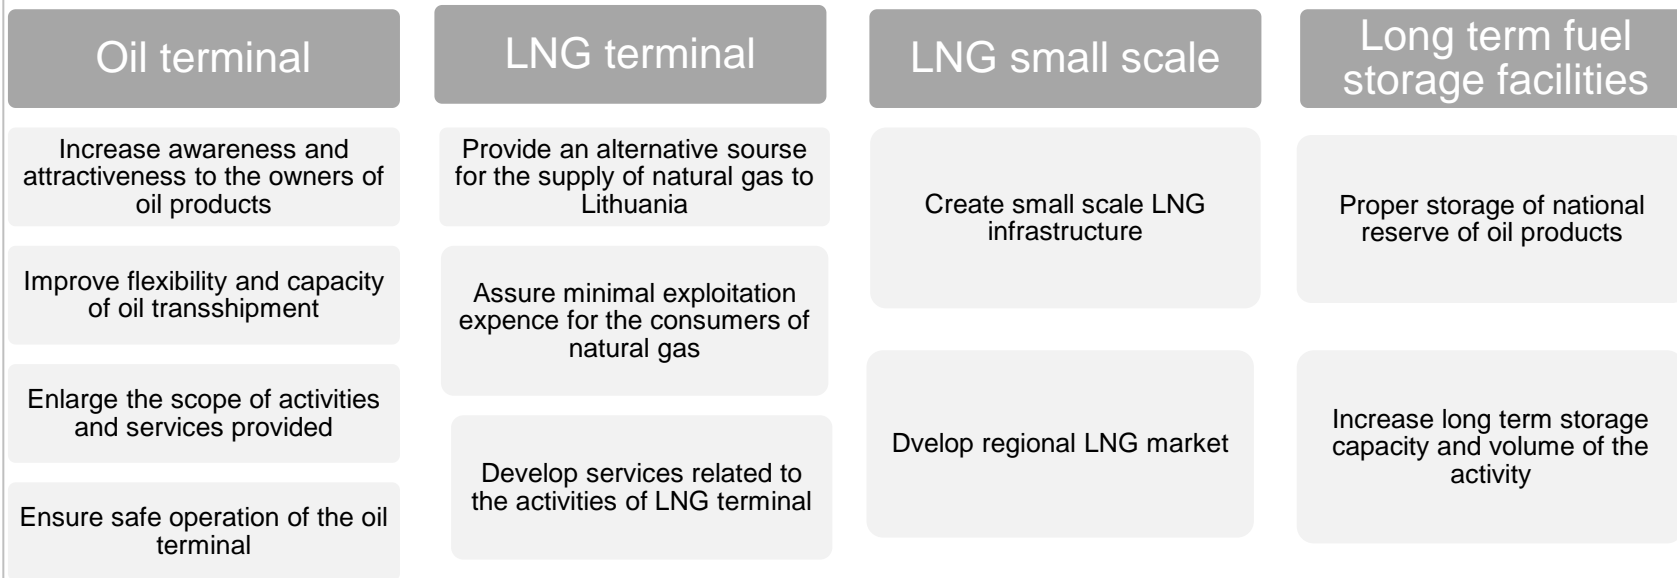 Oil terminal
Increase awareness and
attractiveness to the owners of
oil products
Improve flexibility and capacity
of oil transshipment
Enlarge the scope of activities
and services provided
Ensure safe operation of the oil
terminal
LNG terminal
Provide an alternative sourse
for the supply of natural gas to
Lithuania
Assure minimal exploitation
expence for the consumers of
natural gas
Develop services related to
the activities of LNG terminal
LNG small scale
Create small scale LNG
infrastructure
Dvelop regional LNG market
Long term fuel
storage facilities
Proper storage of national
reserve of oil products
Increase long term storage
capacity and volume of the
activity